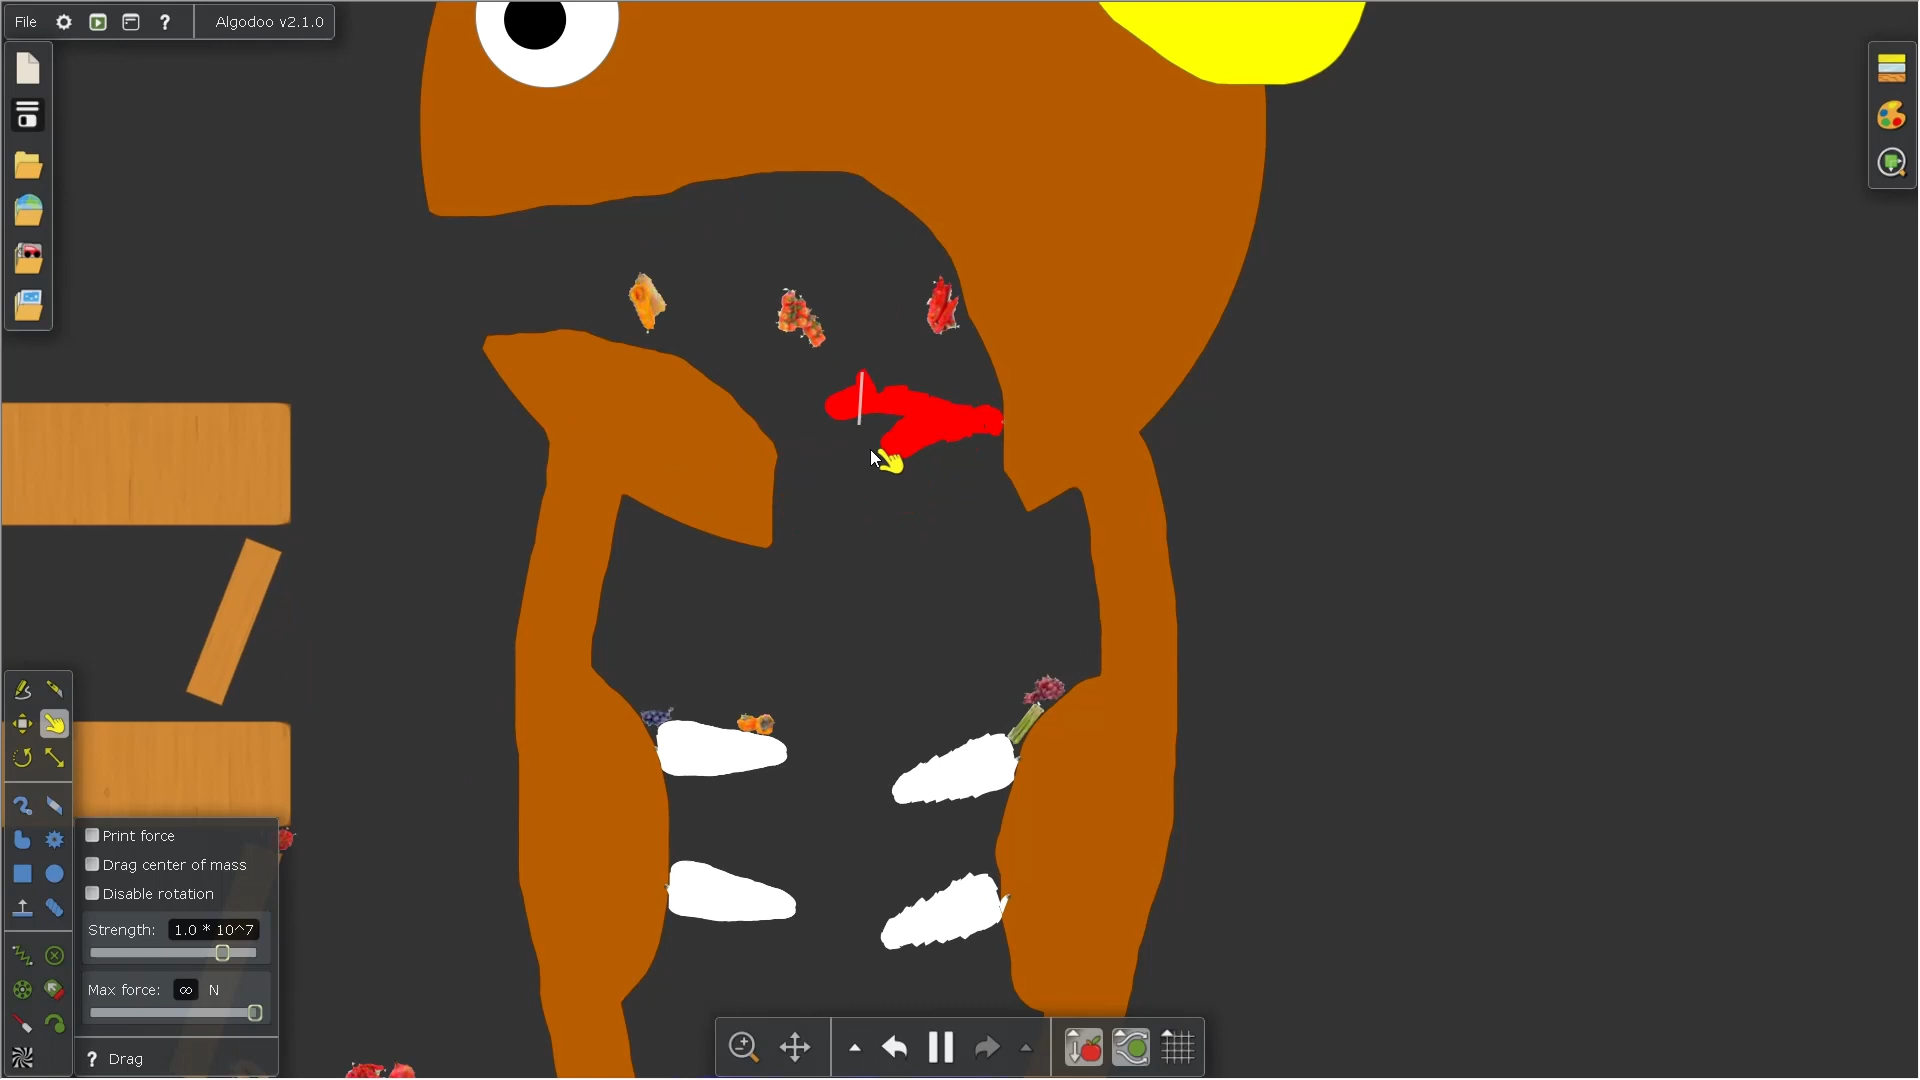 File ? Algodoo v2.1.0
Print force
Drag center of mass
Disable rotation
Strength: 1.0 * 10^7
Max force: ∞ N
? Drag